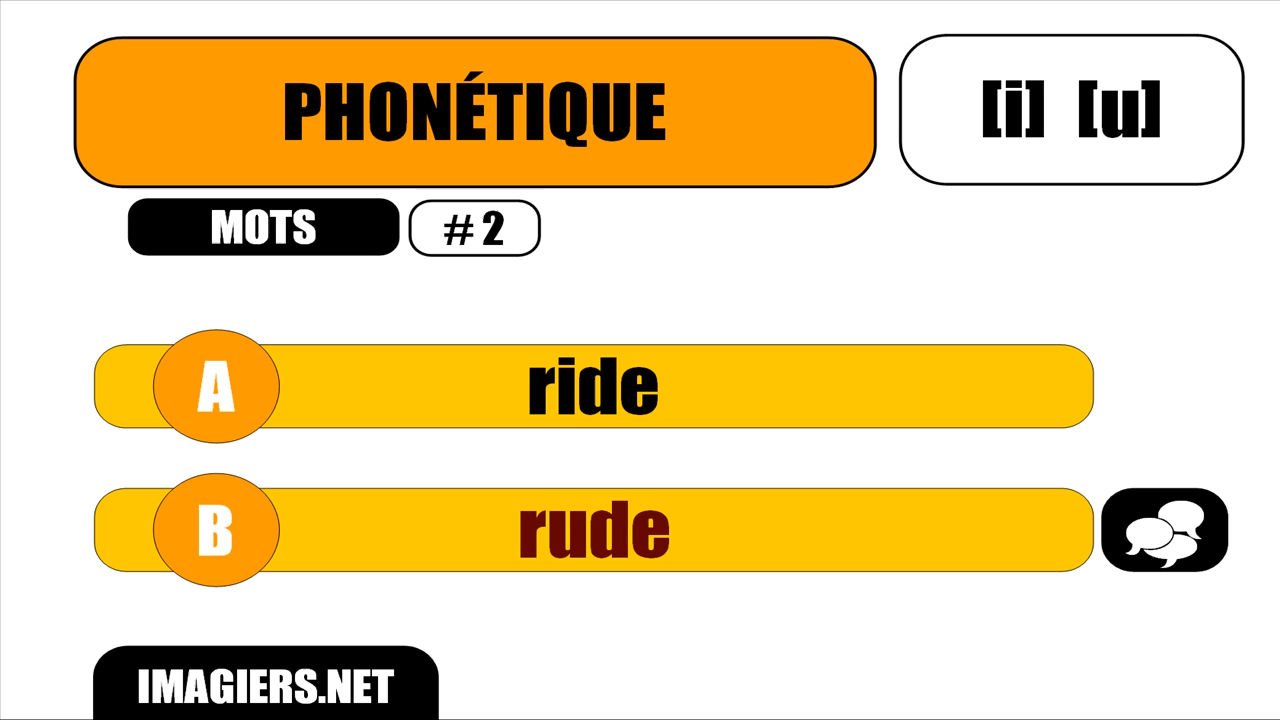 PHONÉTIQUE
[i] [u]
MOTS
# 2
A
ride
B
rude
IMAGIERS.NET